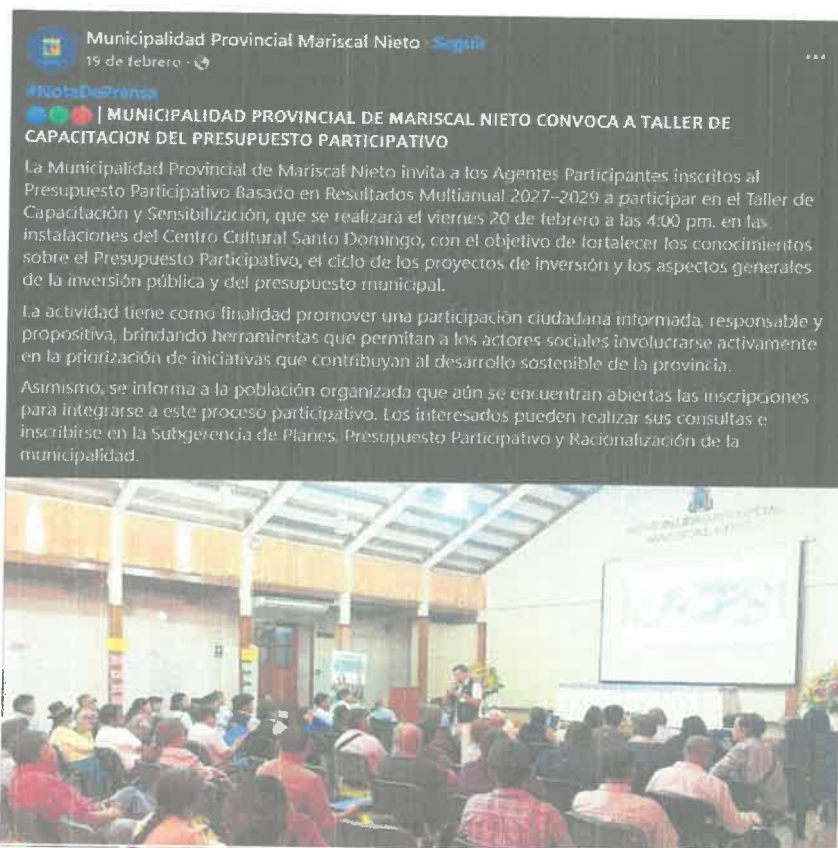 Municipalidad Provincial Mariscal Nieto · Seguir
19 de febrero ·
#NotaDePrensa
| MUNICIPALIDAD PROVINCIAL DE MARISCAL NIETO CONVOCA A TALLER DE
CAPACITACION DEL PRESUPUESTO PARTICIPATIVO
La Municipalidad Provincial de Mariscal Nieto invita a los Agentes Participantes inscritos al
Presupuesto Participativo Basado en Resultados Multianual 2027–2029 a participar en el Taller de
Capacitación y Sensibilización, que se realizará el viernes 20 de febrero a las 4:00 pm. en las
instalaciones del Centro Cultural Santo Domingo, con el objetivo de fortalecer los conocimientos
sobre el Presupuesto Participativo, el ciclo de los proyectos de inversión y los aspectos generales
de la inversión pública y del presupuesto municipal.
La actividad tiene como finalidad promover una participación ciudadana informada, responsable y
propositiva, brindando herramientas que permitan a los actores sociales involucrarse activamente
en la priorización de iniciativas que contribuyan al desarrollo sostenible de la provincia.
Asimismo, se informa a la población organizada que aún se encuentran abiertas las inscripciones
para integrarse a este proceso participativo. Los interesados pueden realizar sus consultas e
inscribirse en la Subgerencia de Planes, Presupuesto Participativo y Racionalización de la
municipalidad.
MUNICIPALIDAD PROVINCIAL
MARISCAL NIETO